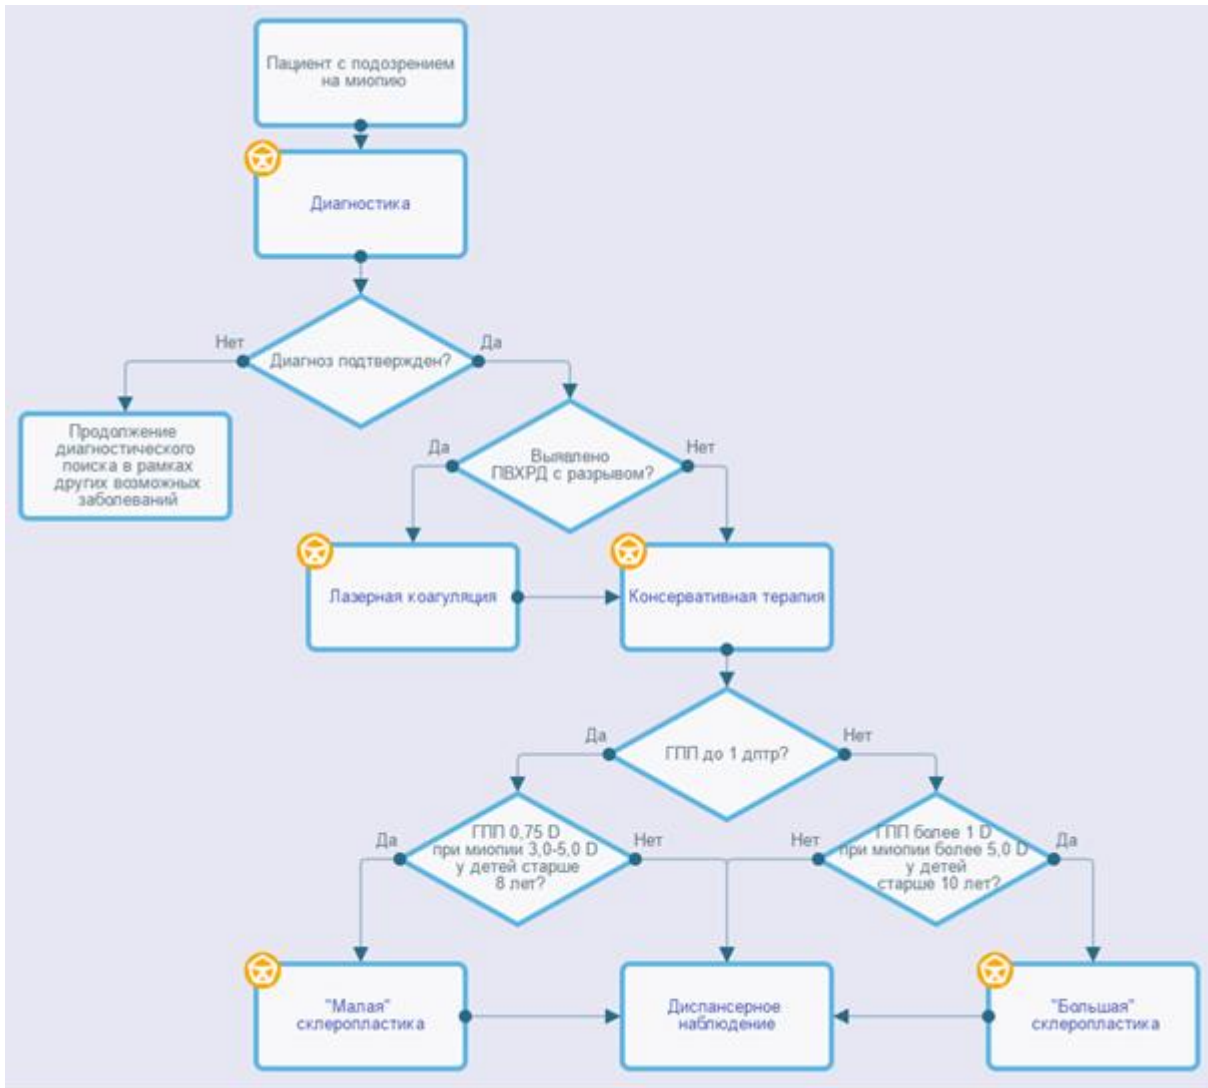 Пациент с подозрением
на миопию
Диагностика
Диагноз подтвержден?
Нет
Да
Продолжение
диагностического
поиска в рамках
других возможных
заболеваний
Выявлено
ПВХРД с разрывом?
Да
Нет
Лазерная коагуляция
Консервативная терапия
ГПП до 1 дптр?
Да
Нет
ГПП 0,75 D
при миопии 3,0-5,0 D
у детей старше
8 лет?
Да
Нет
ГПП более 1 D
при миопии более 5,0 D
у детей
старше 10 лет?
Нет
Да
"Малая"
склеропластика
Диспансерное
наблюдение
"Большая"
склеропластика